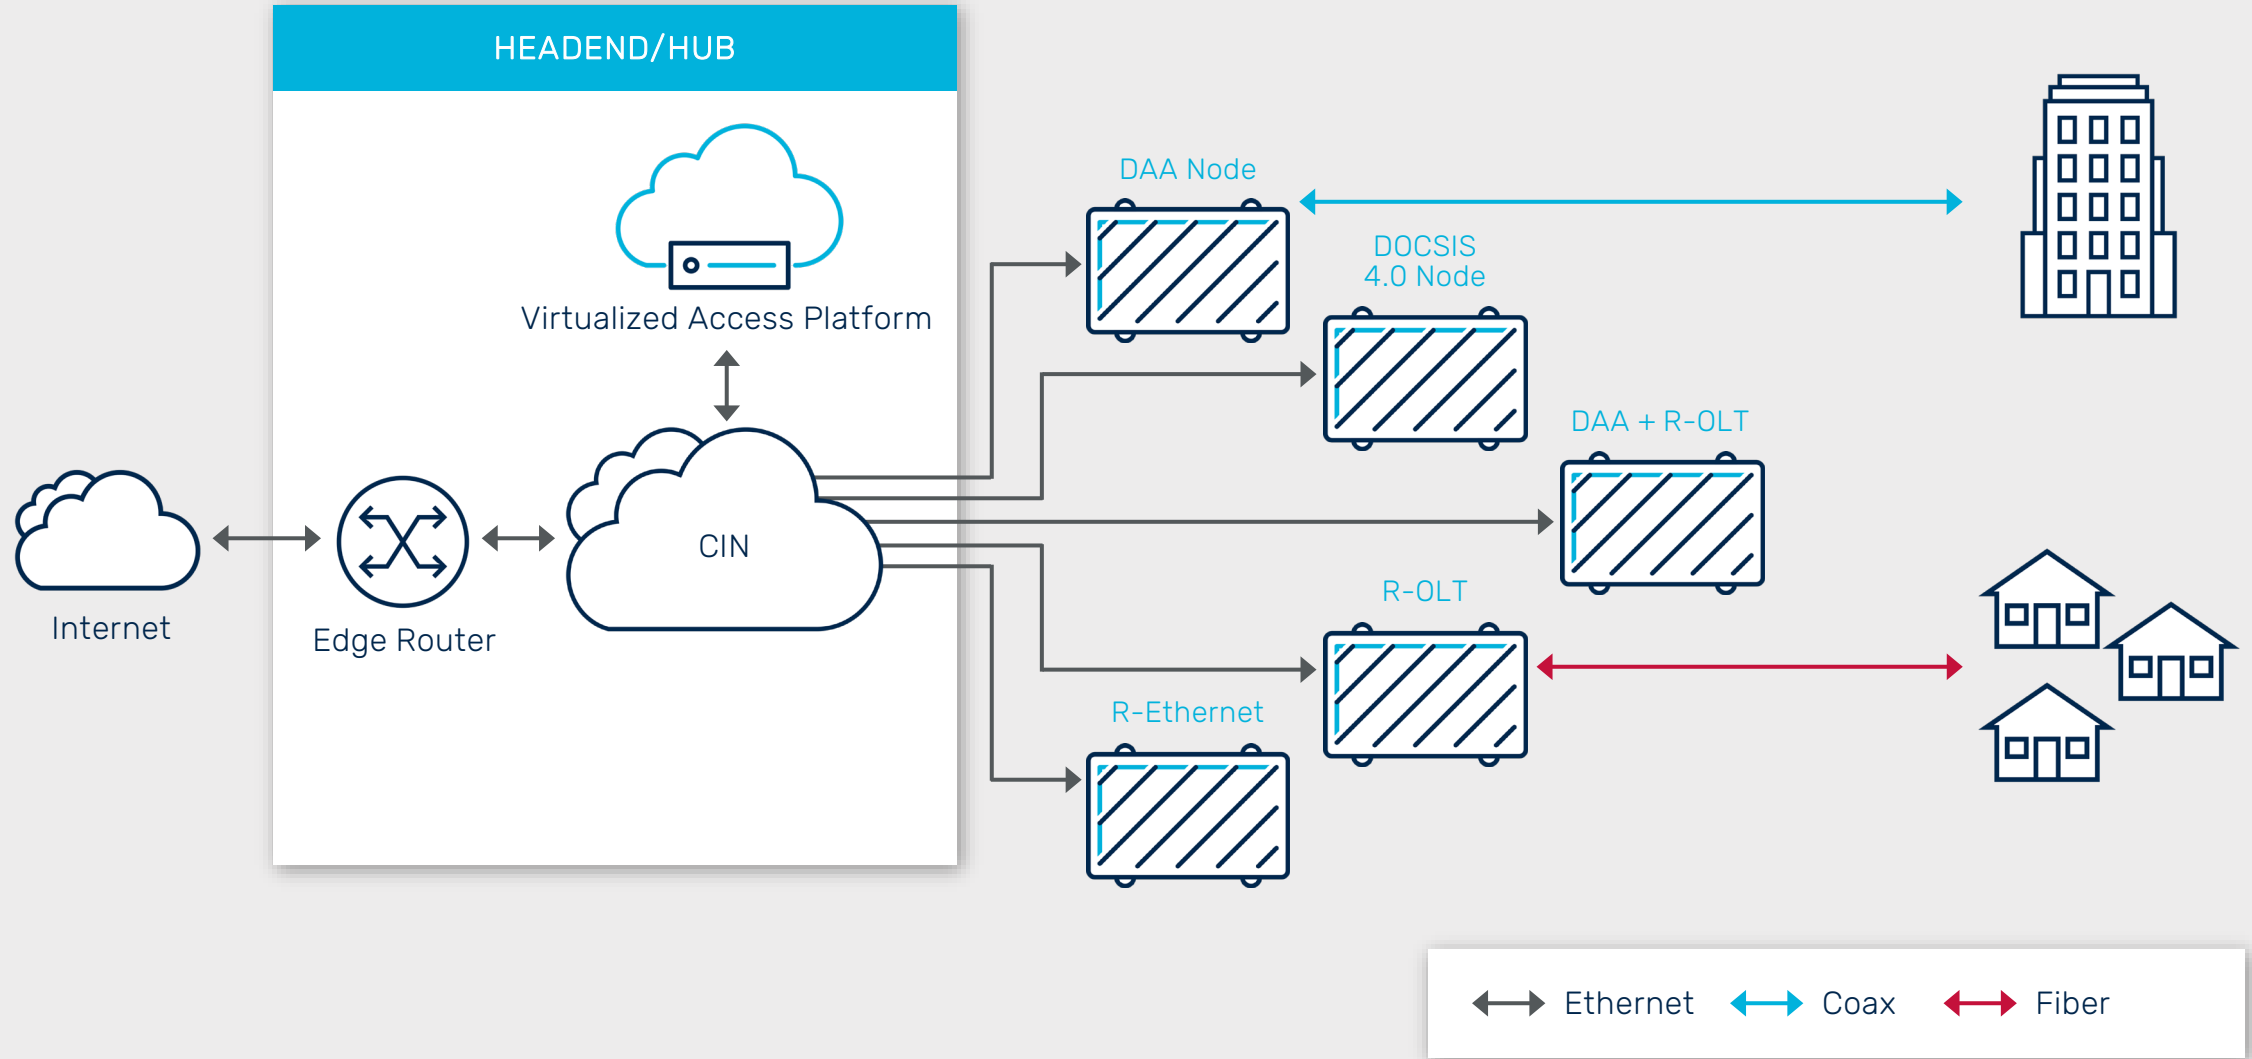 HEADEND/HUB
Virtualized Access Platform
CIN
Internet
Edge Router
DAA Node
DOCSIS
4.0 Node
DAA + R-OLT
R-OLT
R-Ethernet
Ethernet
Coax
Fiber